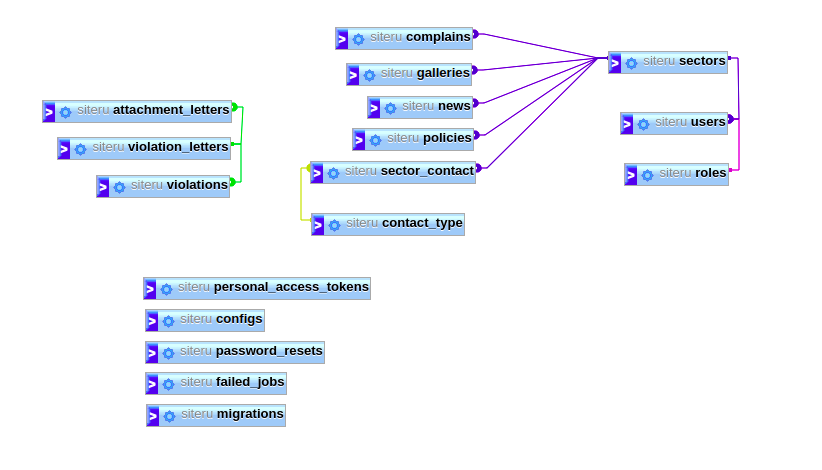 siteru complains
siteru galleries
siteru news
siteru policies
siteru sector_contact
siteru contact_type
siteru sectors
siteru users
siteru roles
siteru attachment_letters
siteru violation_letters
siteru violations
siteru personal_access_tokens
siteru configs
siteru password_resets
siteru failed_jobs
siteru migrations